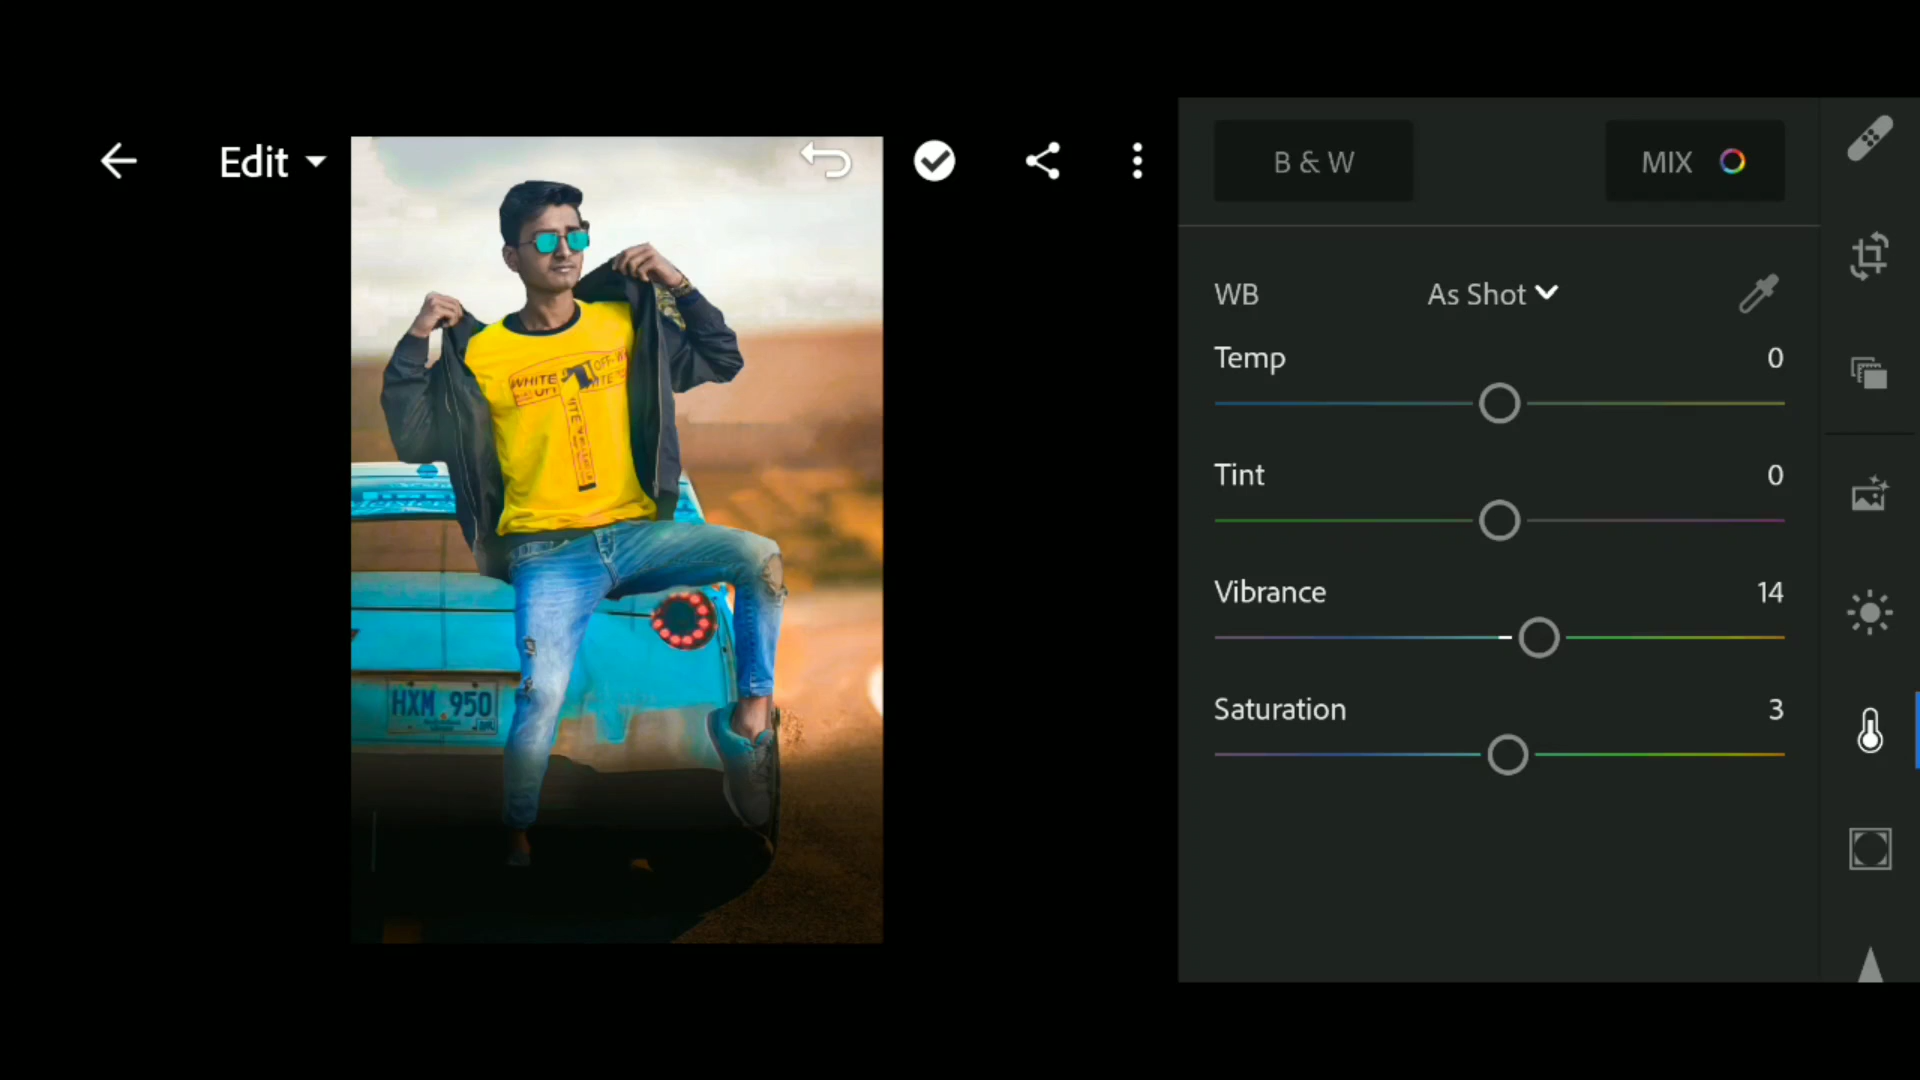 Edit
B & W
MIX
WB
As Shot
Temp
0
Tint
0
Vibrance
14
Saturation
3
WHITE
OFF-W
HXM 950